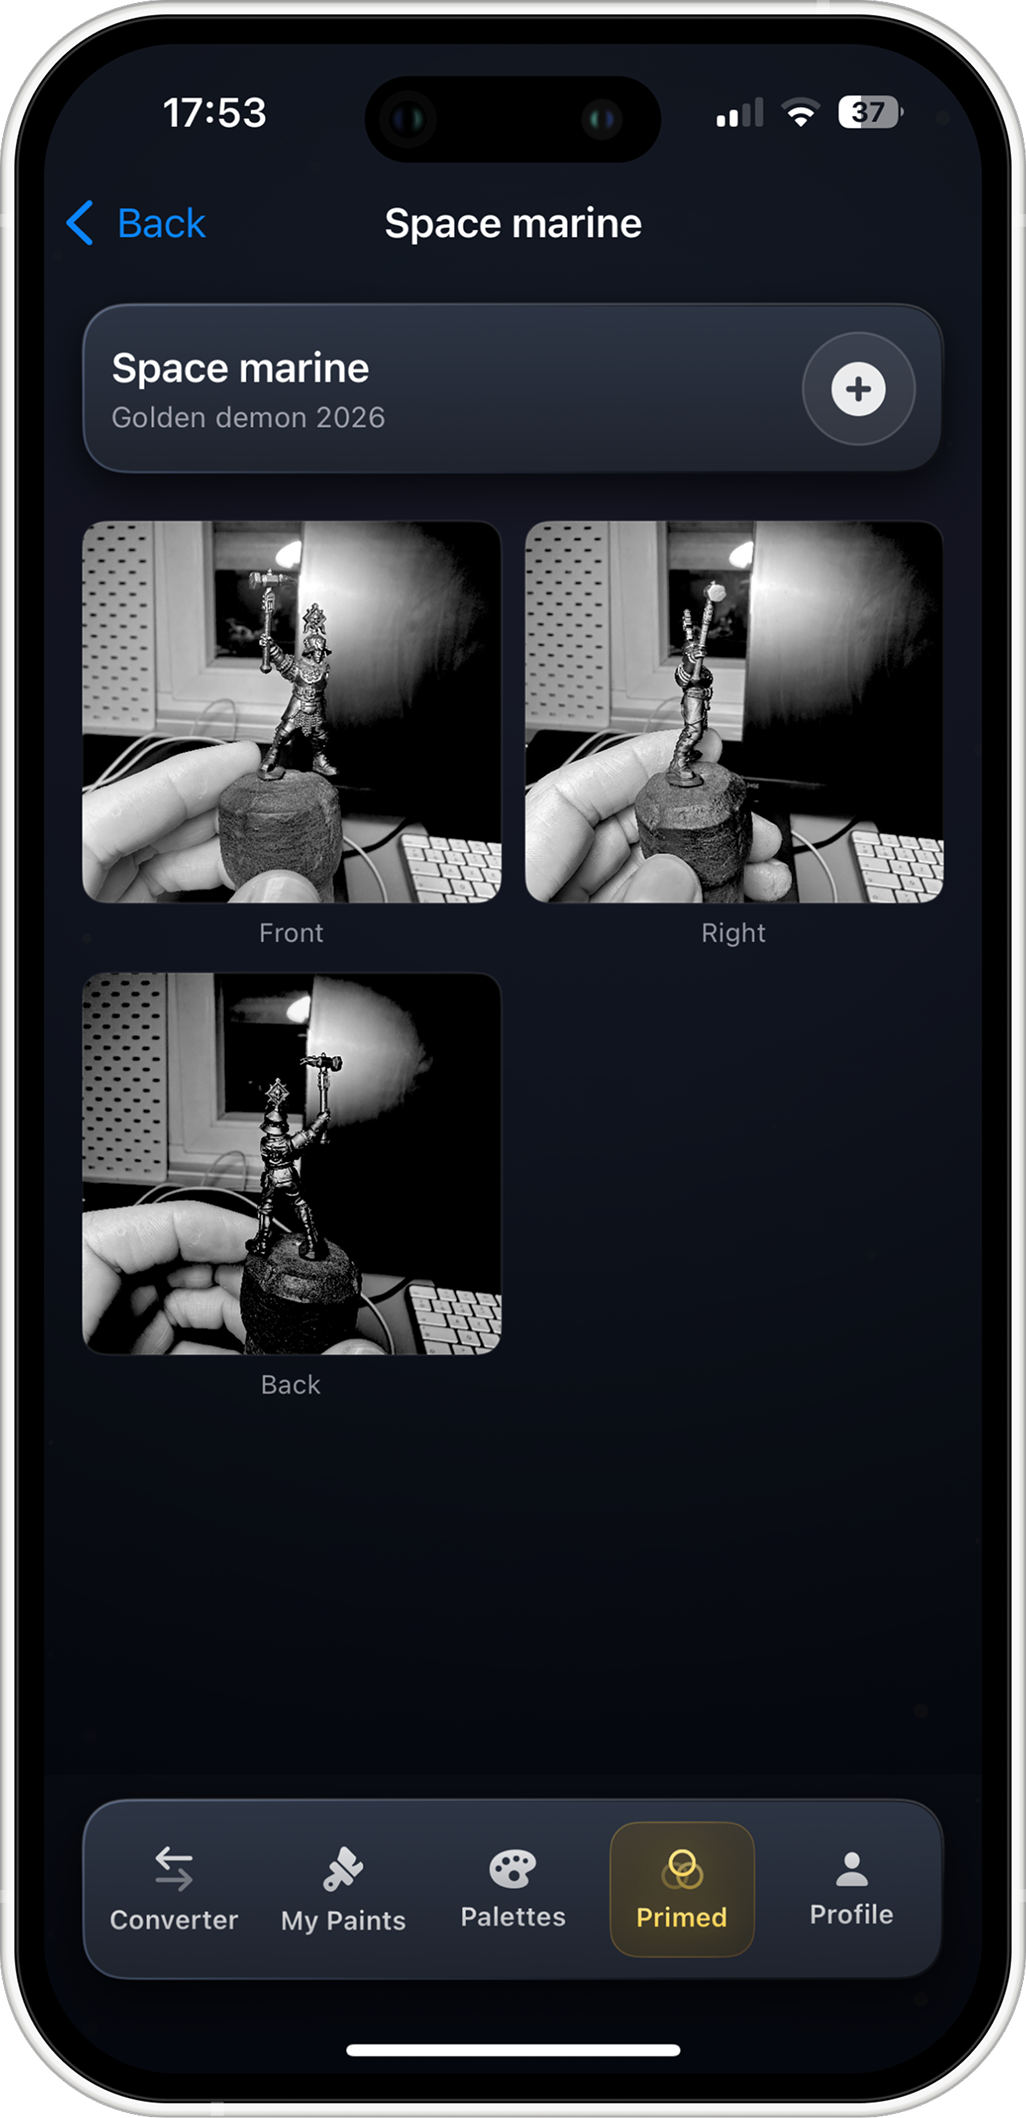 17:53
37
Back
Space marine
Space marine
Golden demon 2026
Front
Right
Back
Converter
My Paints
Palettes
Primed
Profile